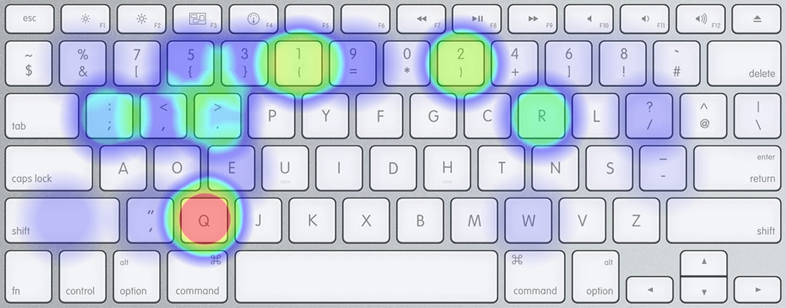 esc F1 F2 F3 F4 F5 F6 F7 F8 F9 F10 F11 F12
~ $ % & 7 [ 5 { 3 } 1 ( 9 = 0 * 2 ) 4 + 6 ] 8 ! ` # delete
tab : ; < , > . P Y F G C R L ? / ^ @ | \
caps lock A O E U I D H T N S _ - enter return
shift " ' Q J K X B M W V Z shift
fn control alt option ⌘ command ⌘ command alt option ◄ ▲ ▼ ►